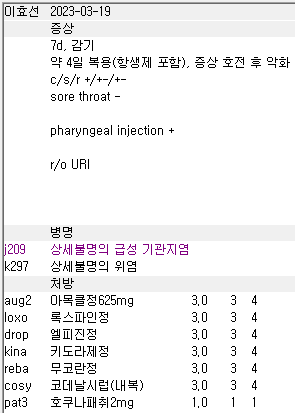 이효선 2023-03-19
증상
7d, 감기
약 4일 복용(항생제 포함), 증상 호전 후 악화
c/s/r +/+-/+-
sore throat -
pharyngeal injection +
r/o URI
병명
j209 상세불명의 급성 기관지염
k297 상세불명의 위염
처방
aug2 아목클정625mg 3.0 3 4
loxo 록스파인정 3.0 3 4
drop 엘피진정 3.0 3 4
kina 키도라제정 3.0 3 4
reba 무코란정 3.0 3 4
cosy 코데날시럽(내복) 3.0 3 4
pat3 호쿠나패취2mg 1.0 1 1